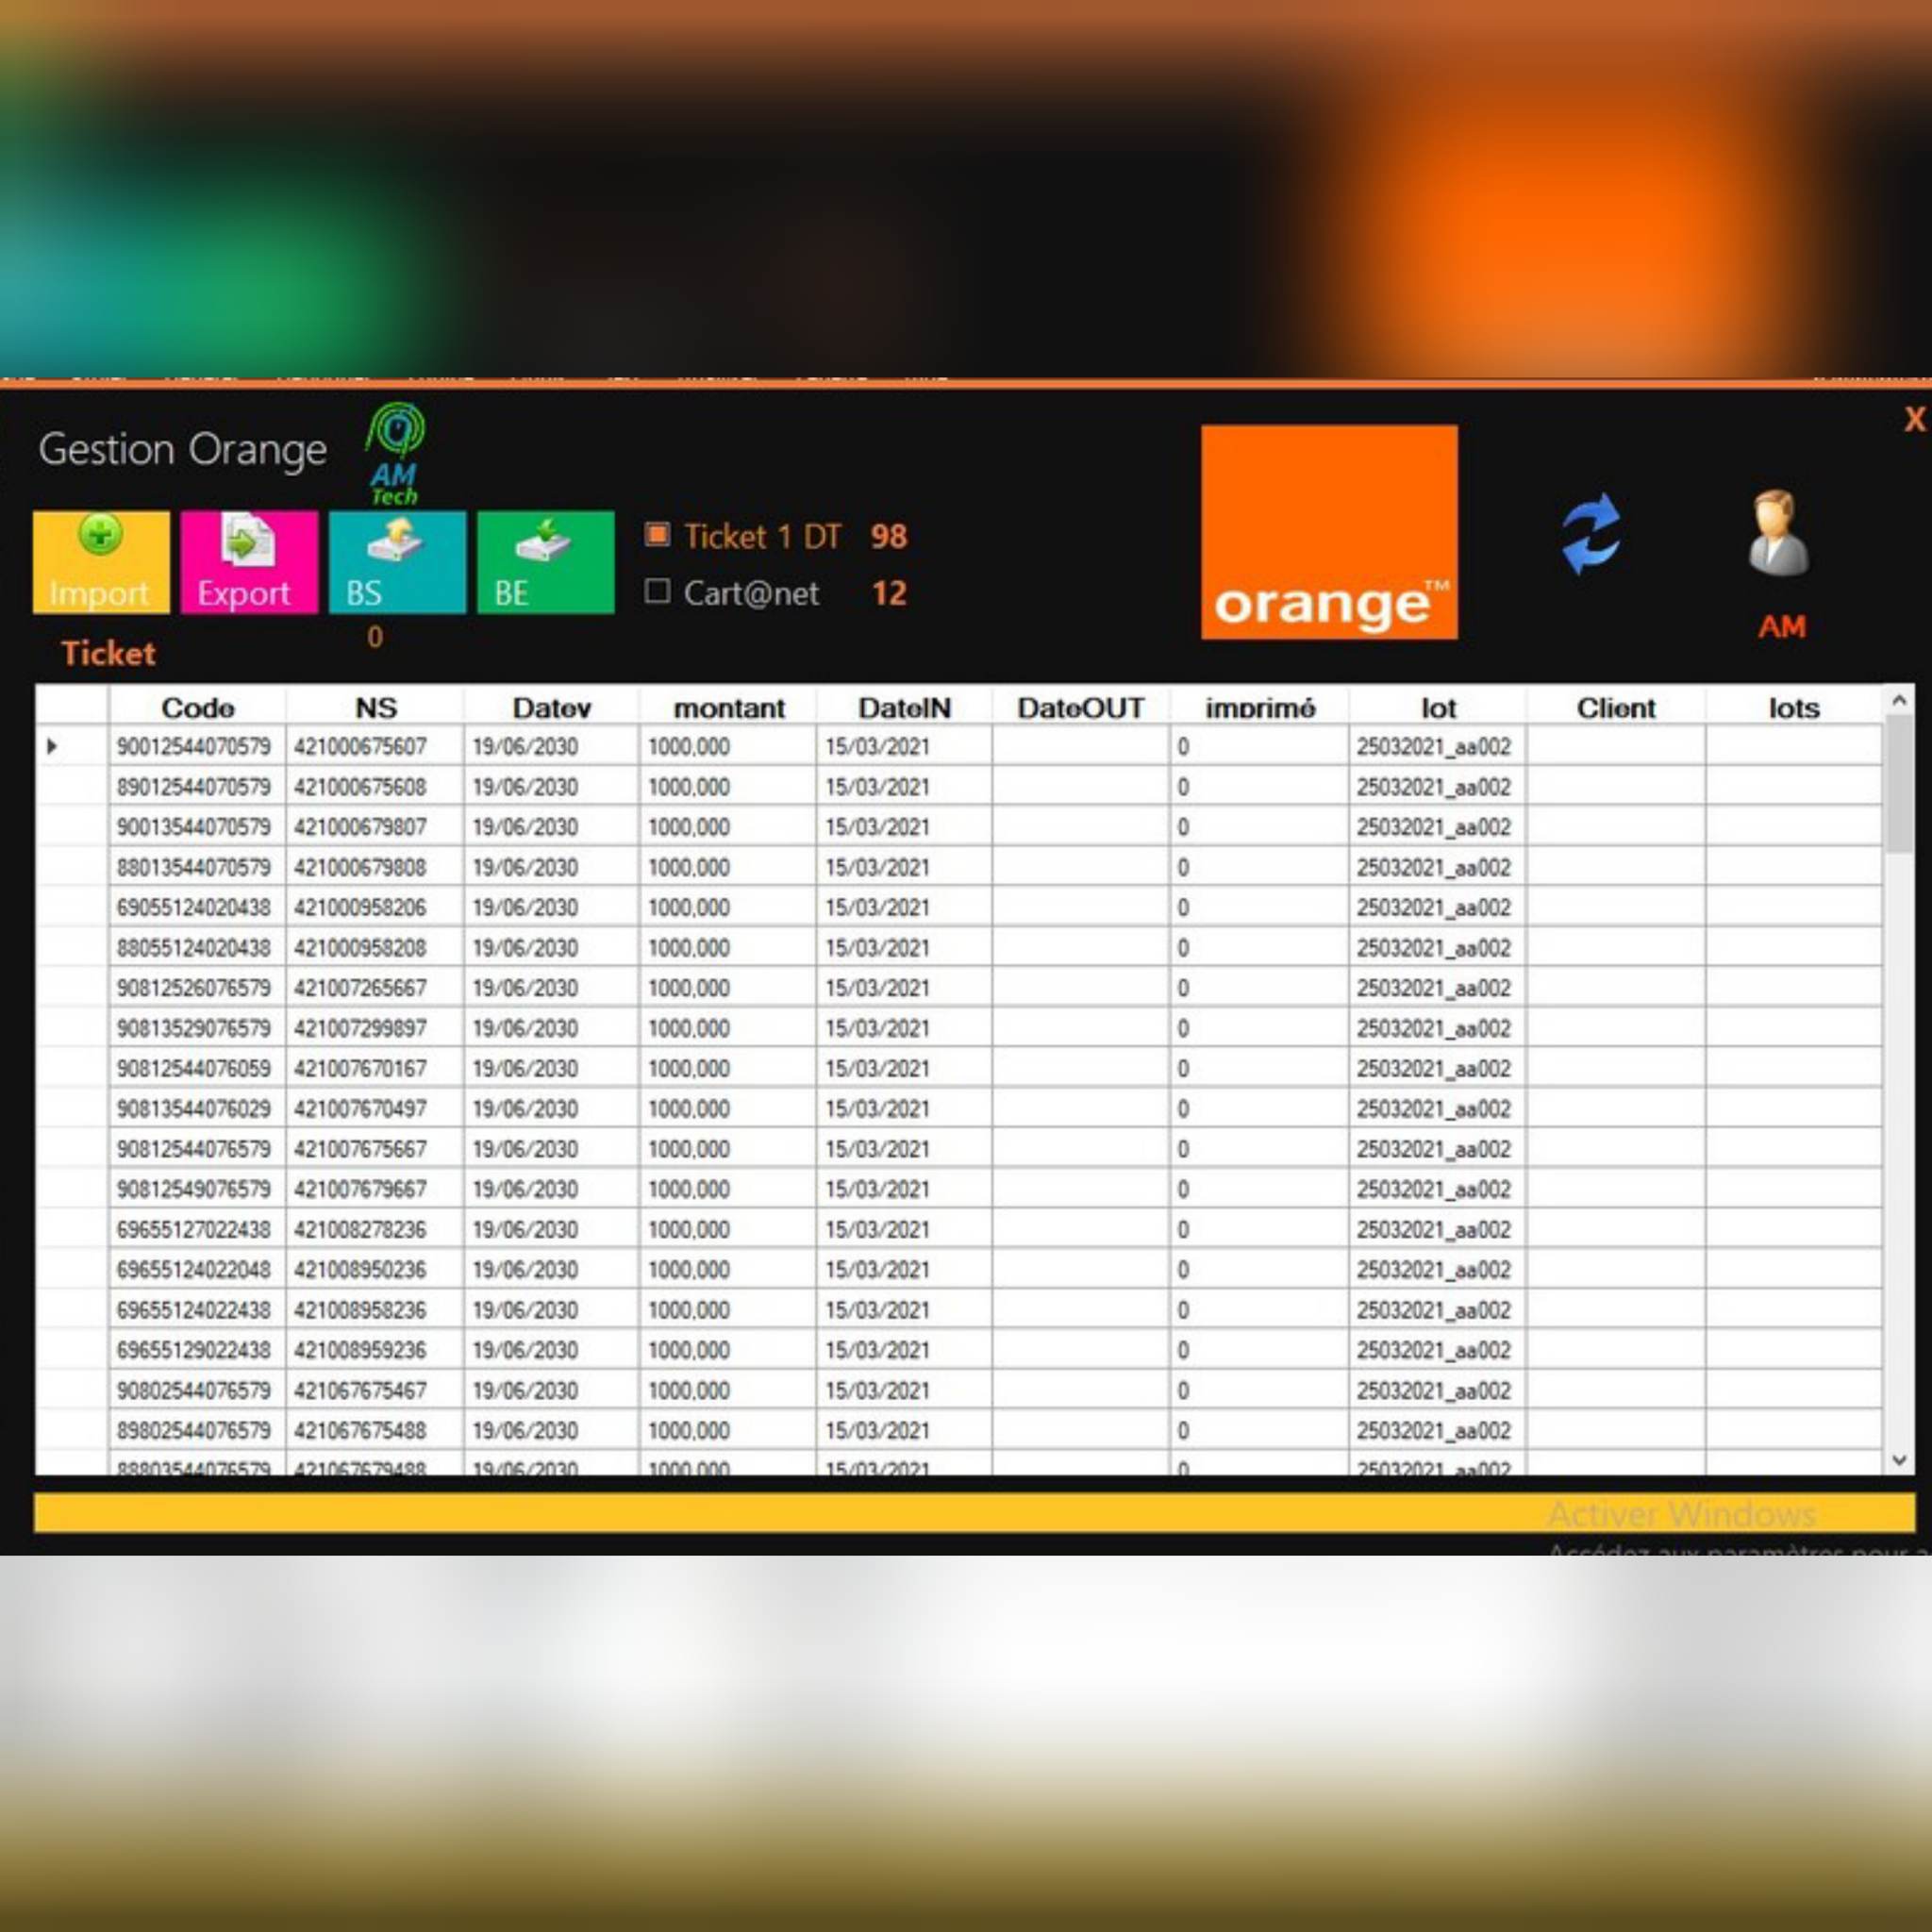 Gestion Orange
AM
Tech
X
Import
Export
BS
BE
Ticket 1 DT 98
Cart@net 12
orange™
AM
0
Ticket
Code NS Datev montant DateIN DateOUT imprimé lot Client lots
90012544070579 421000675607 19/06/2030 1000,000 15/03/2021 0 25032021_aa002
89012544070579 421000675608 19/06/2030 1000,000 15/03/2021 0 25032021_aa002
90013544070579 421000679807 19/06/2030 1000,000 15/03/2021 0 25032021_aa002
88013544070579 421000679808 19/06/2030 1000,000 15/03/2021 0 25032021_aa002
69055124020438 421000958206 19/06/2030 1000,000 15/03/2021 0 25032021_aa002
88055124020438 421000958208 19/06/2030 1000,000 15/03/2021 0 25032021_aa002
90812526076579 421007265667 19/06/2030 1000,000 15/03/2021 0 25032021_aa002
90813529076579 421007299897 19/06/2030 1000,000 15/03/2021 0 25032021_aa002
90812544076059 421007670167 19/06/2030 1000,000 15/03/2021 0 25032021_aa002
90813544076029 421007670497 19/06/2030 1000,000 15/03/2021 0 25032021_aa002
90812544076579 421007675667 19/06/2030 1000,000 15/03/2021 0 25032021_aa002
90812549076579 421007679667 19/06/2030 1000,000 15/03/2021 0 25032021_aa002
69655127022438 421008278236 19/06/2030 1000,000 15/03/2021 0 25032021_aa002
69655124022048 421008950236 19/06/2030 1000,000 15/03/2021 0 25032021_aa002
69655124022438 421008958236 19/06/2030 1000,000 15/03/2021 0 25032021_aa002
69655129022438 421008959236 19/06/2030 1000,000 15/03/2021 0 25032021_aa002
90802544076579 421067675467 19/06/2030 1000,000 15/03/2021 0 25032021_aa002
89802544076579 421067675488 19/06/2030 1000,000 15/03/2021 0 25032021_aa002
88803544076579 421067679488 19/06/2030 1000,000 15/03/2021 0 25032021_aa002
Activer Windows
Accédez aux paramètres pour